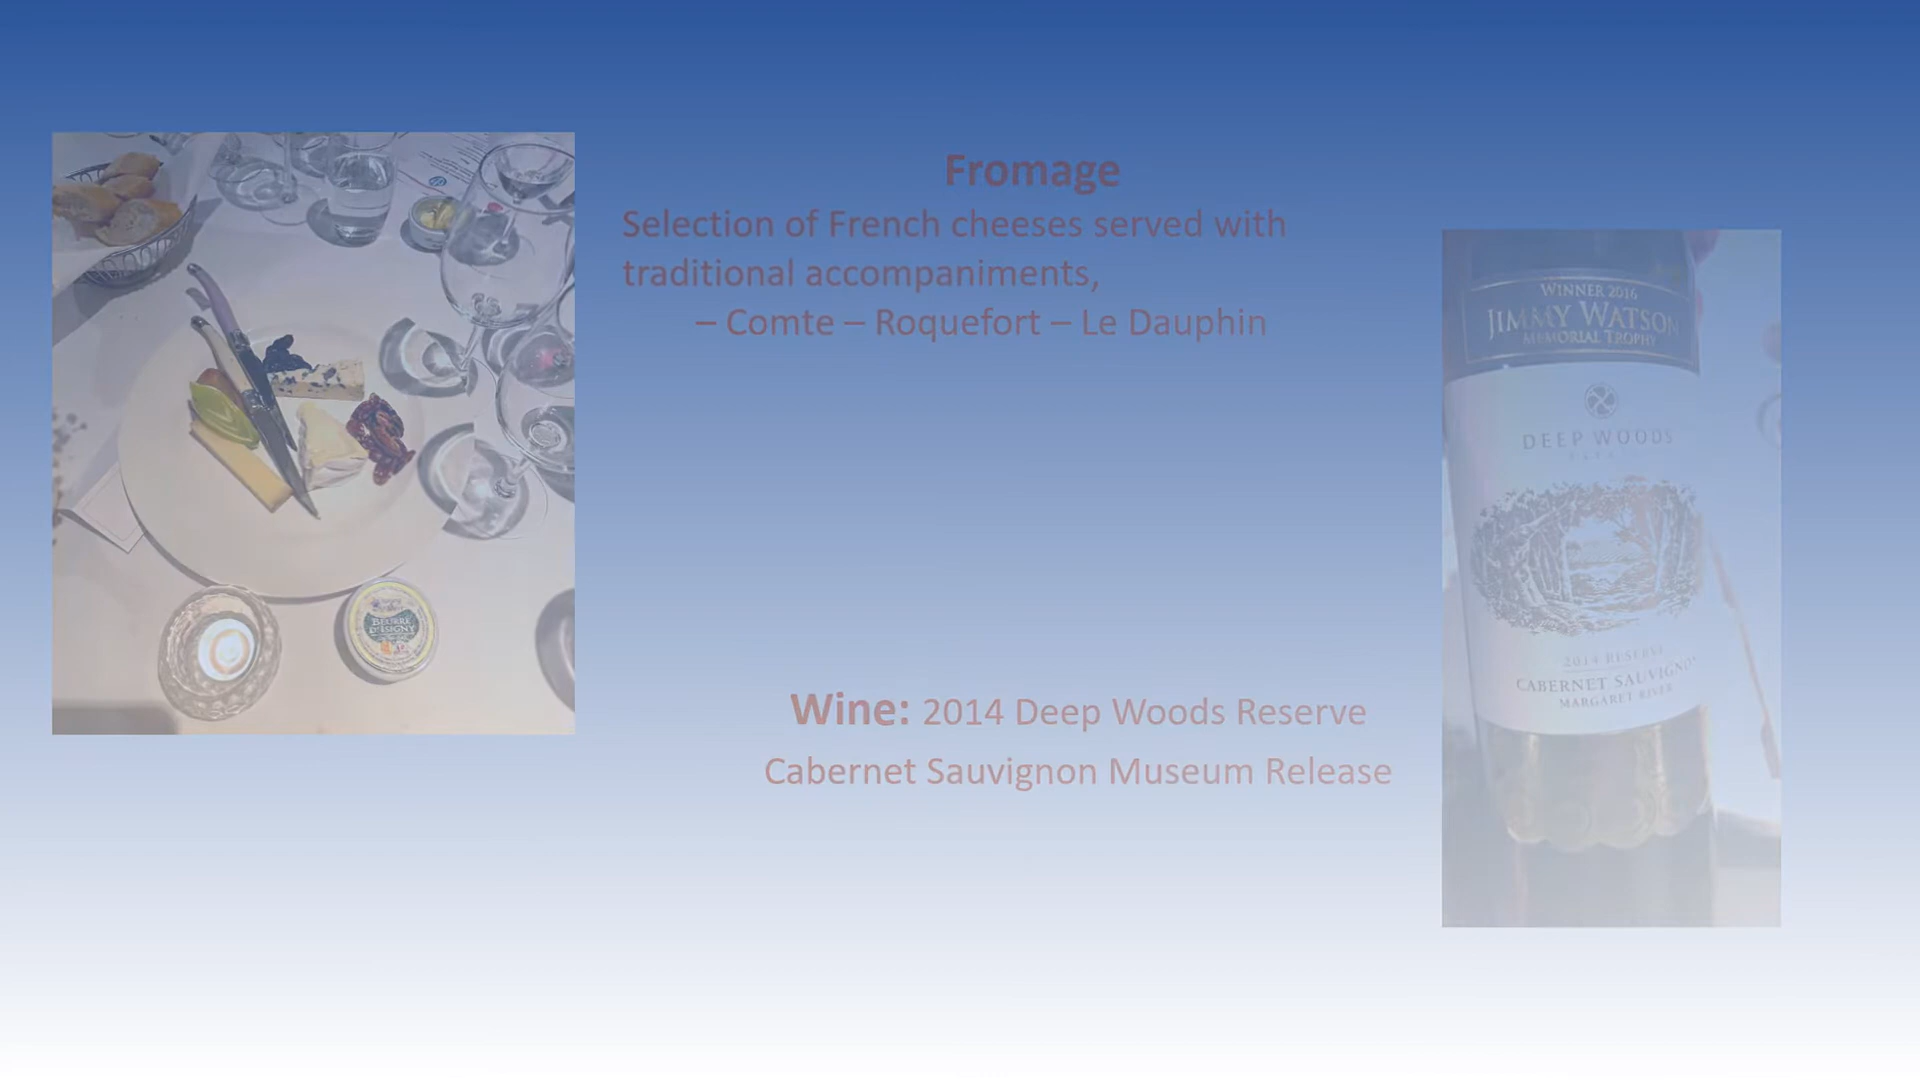 Fromage
Selection of French cheeses served with
traditional accompaniments,
– Comte – Roquefort – Le Dauphin
Wine: 2014 Deep Woods Reserve
Cabernet Sauvignon Museum Release
WINNER 2016
JIMMY WATSON
MEMORIAL TROPHY
DEEP WOODS
ESTATE
2014 RESERVE
CABERNET SAUVIGNON
MARGARET RIVER
BEURRE
D'ISIGNY